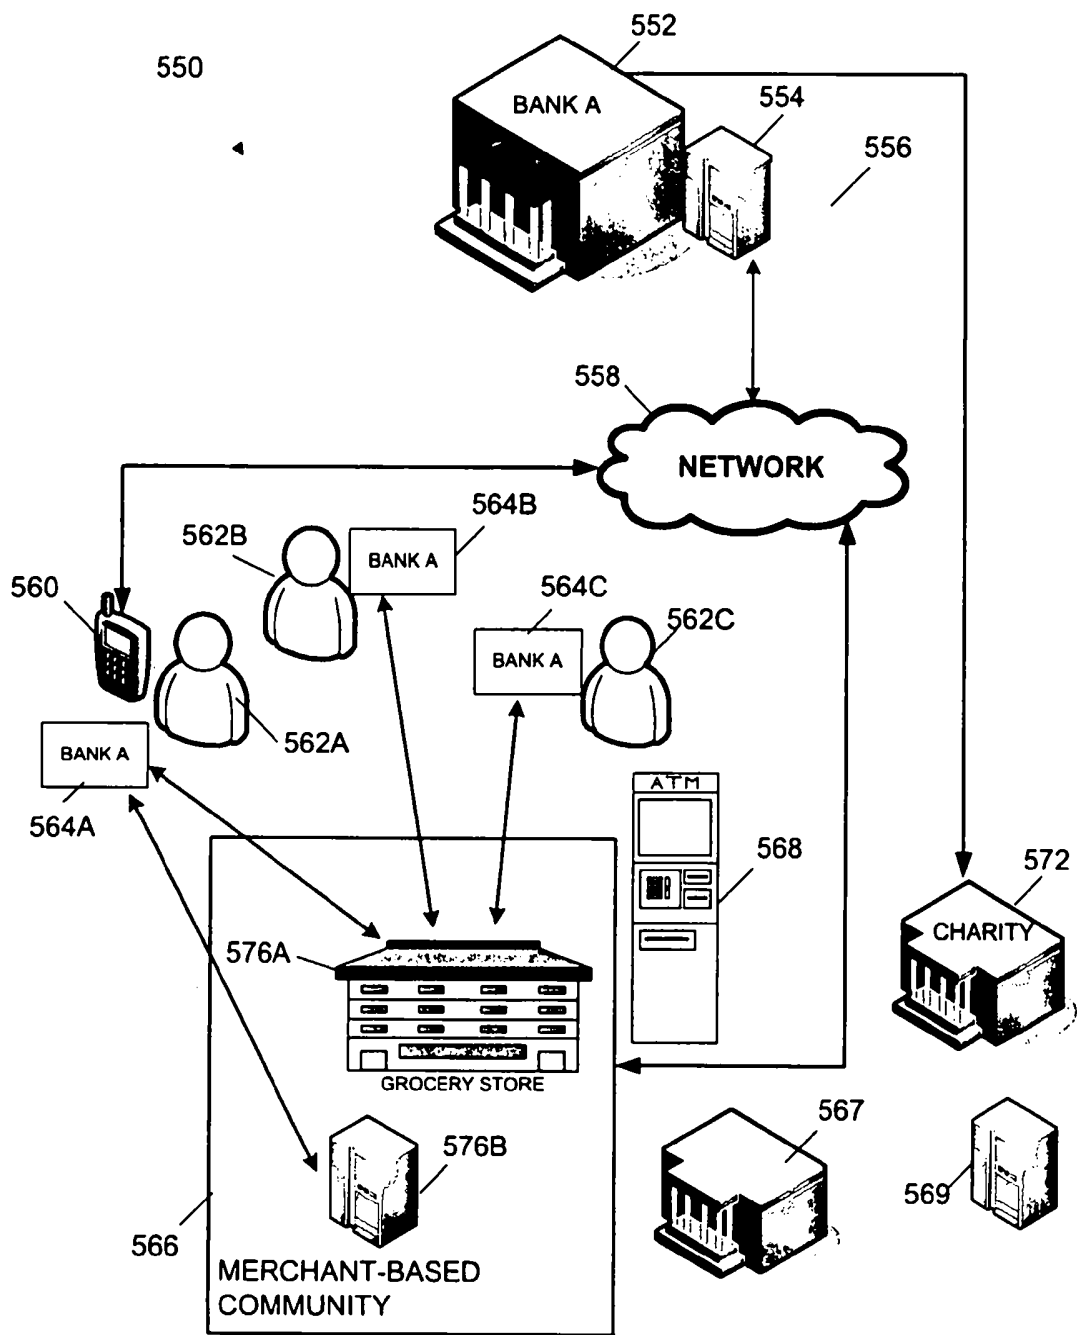 552
550
BANK A
554
556
558
NETWORK
564B
562B
BANK A
560
564C
562C
BANK A
562A
BANK A
564A
ATM
568
572
576A
CHARITY
GROCERY STORE
567
576B
569
566
MERCHANT-BASED
COMMUNITY